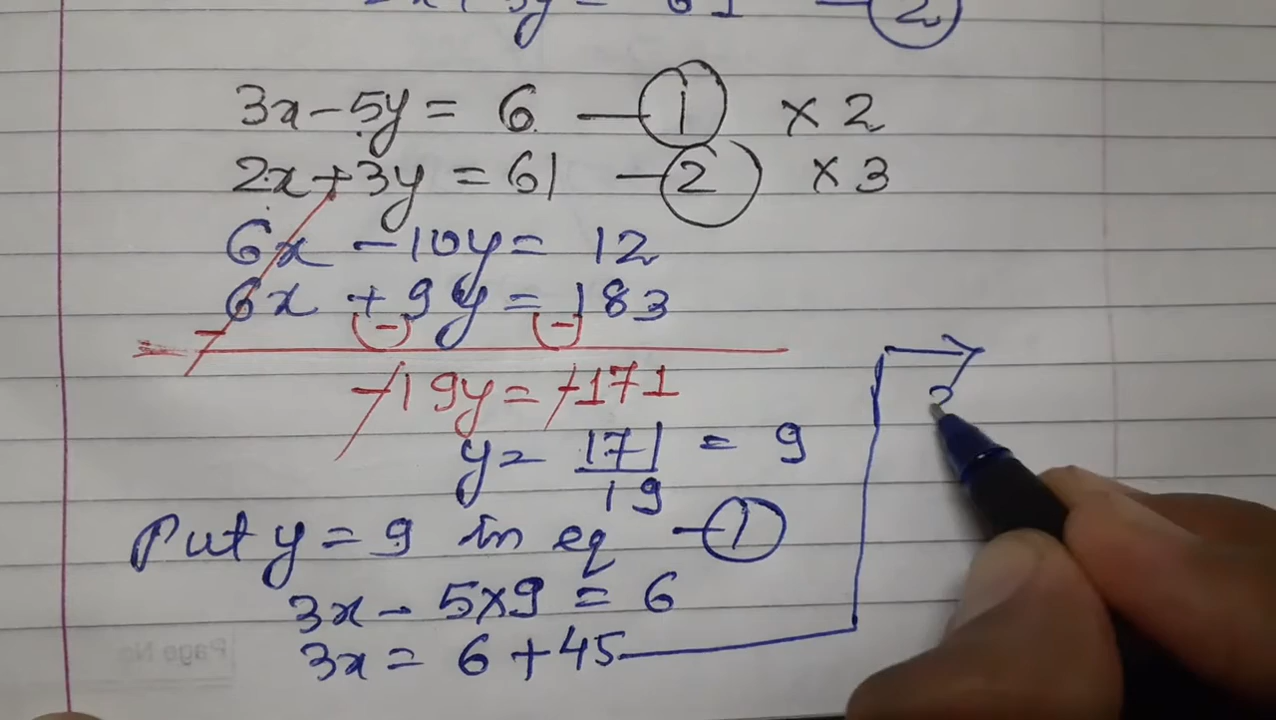 3x - 5y = 6 — ① × 2
2x + 3y = 61 — ② × 3
6x - 10y = 12
6x + 9y = 183
- (-) (-)
-19y = -171
y = 171/19 = 9
Put y = 9 in eq — ①
3x - 5×9 = 6
3x = 6 + 45